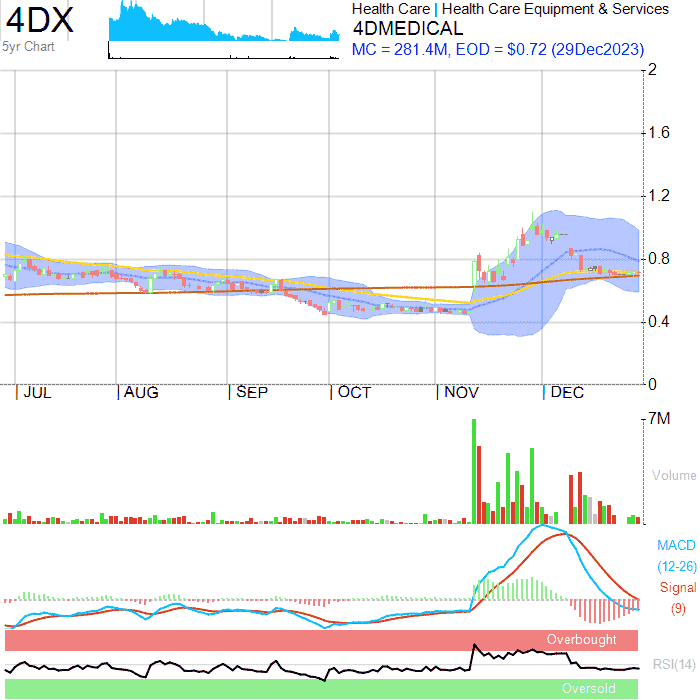 4DX
5yr Chart
Health Care | Health Care Equipment & Services
4DMEDICAL
MC = 281.4M, EOD = $0.72 (29Dec2023)
2
1.6
1.2
0.8
0.4
0
JUL AUG SEP OCT NOV DEC
7M
Volume
MACD
(12-26)
Signal
(9)
Overbought
RSI(14)
Oversold